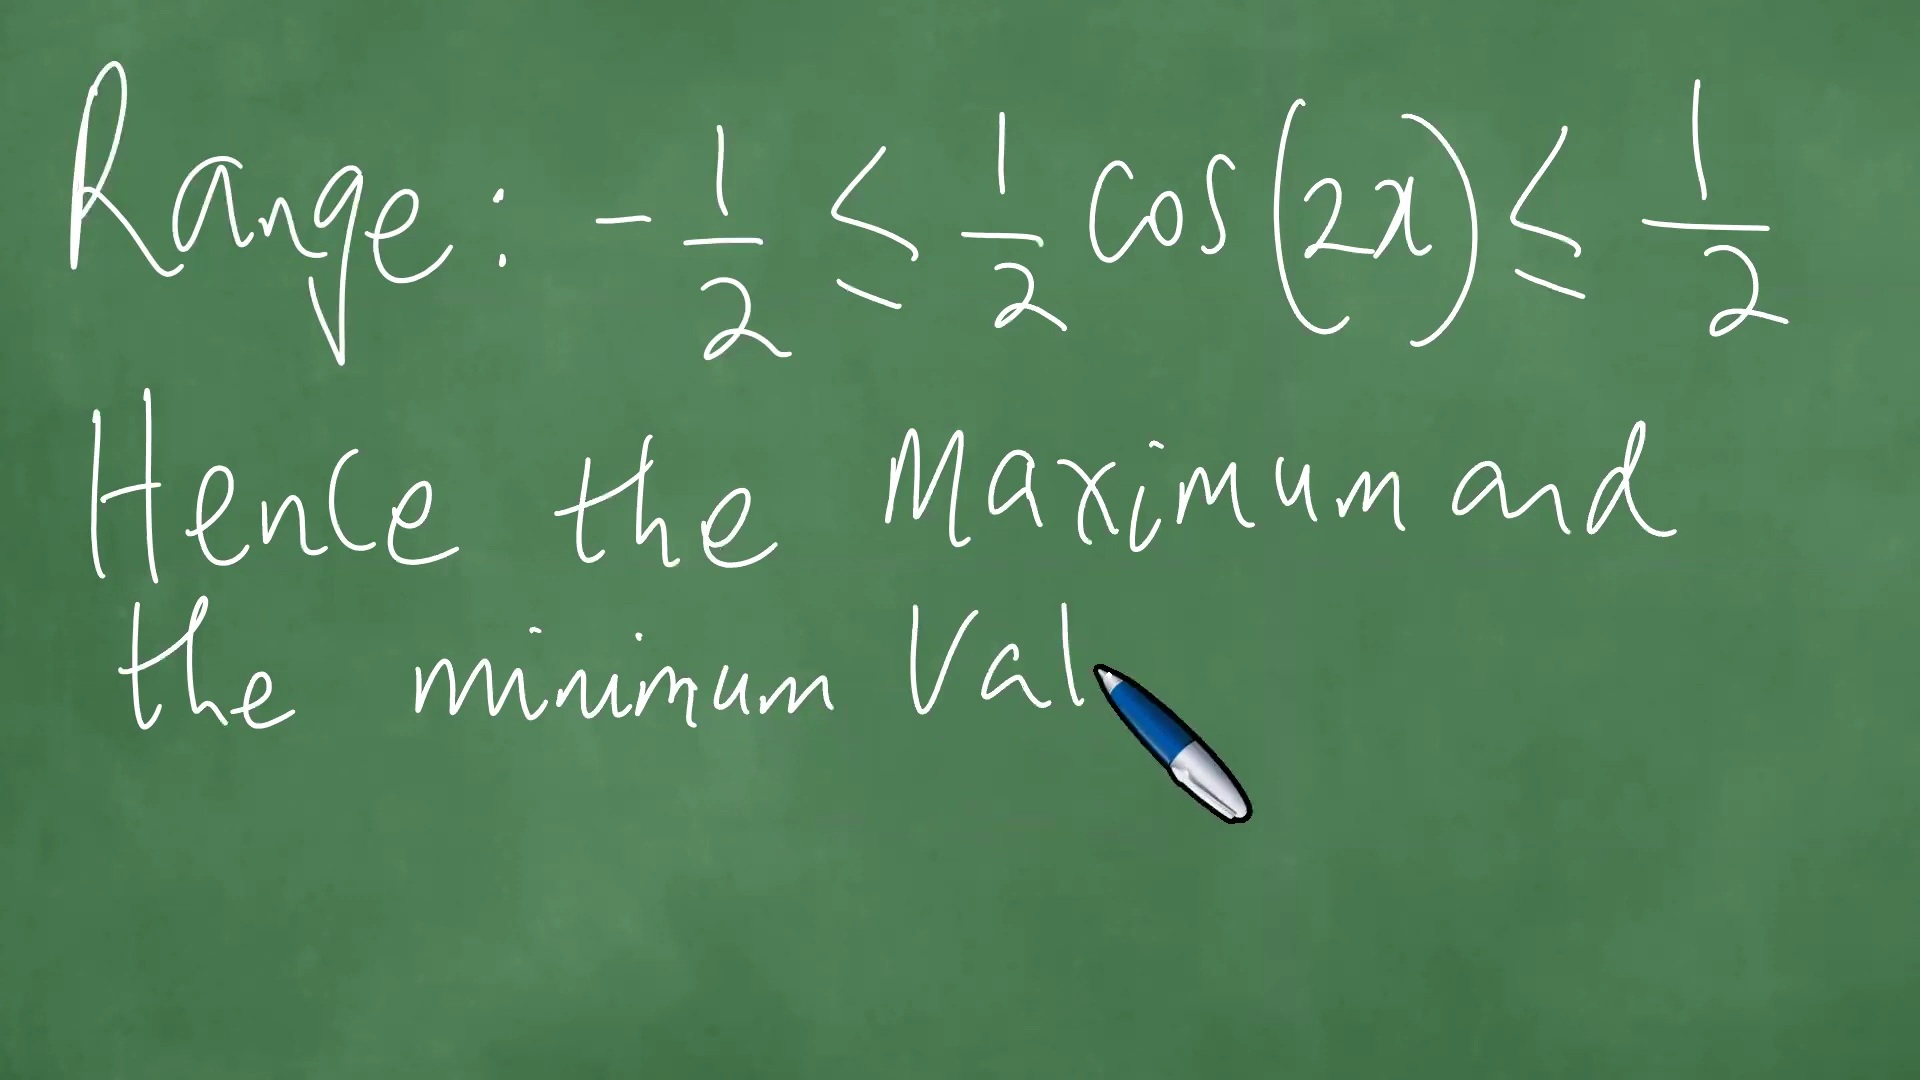 Range: -1/2 ≤ 1/2 cos(2x) ≤ 1/2
Hence the Maximum and
the minimum Val